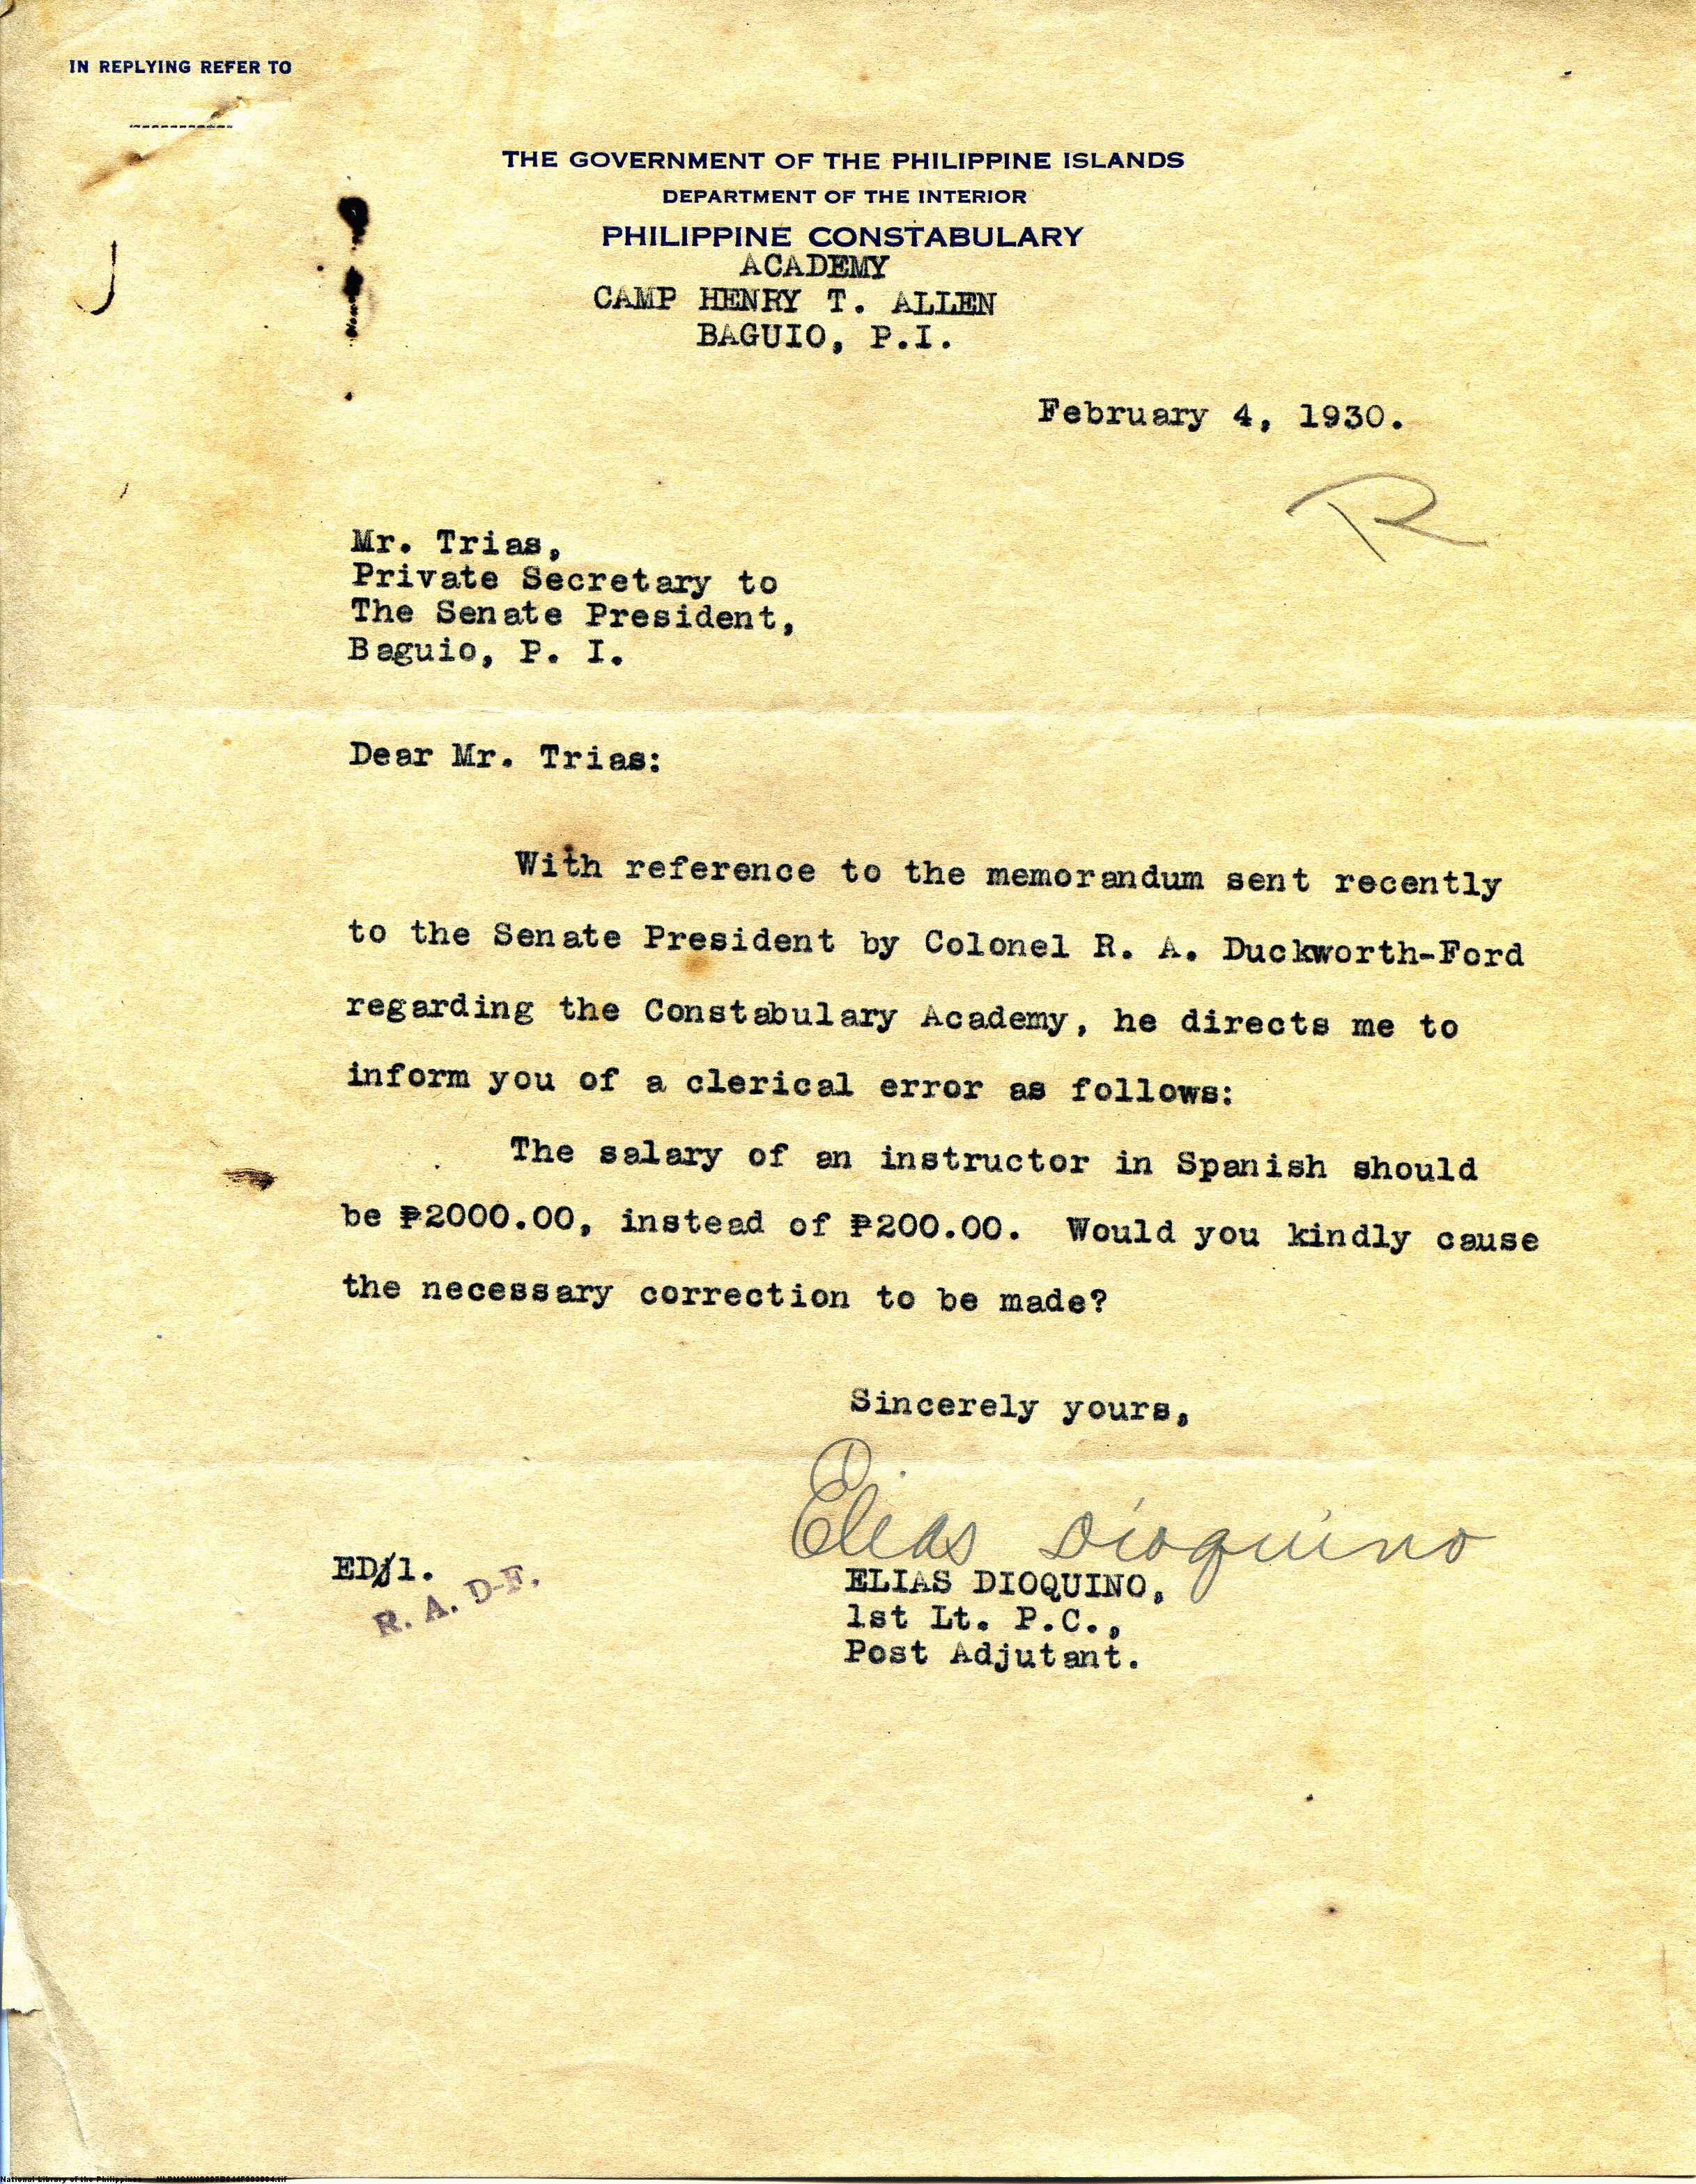 IN REPLYING REFER TO
THE GOVERNMENT OF THE PHILIPPINE ISLANDS
DEPARTMENT OF THE INTERIOR
PHILIPPINE CONSTABULARY
ACADEMY
CAMP HENRY T. ALLEN
BAGUIO, P.I.
February 4, 1930.
R
Mr. Trias,
Private Secretary to
The Senate President,
Baguio, P. I.
Dear Mr. Trias:
With reference to the memorandum sent recently
to the Senate President by Colonel R. A. Duckworth-Ford
regarding the Constabulary Academy, he directs me to
inform you of a clerical error as follows:
The salary of an instructor in Spanish should
be ₱2000.00, instead of ₱200.00. Would you kindly cause
the necessary correction to be made?
Sincerely yours,
Elias Dioquino
ELIAS DIOQUINO,
1st Lt. P.C.,
Post Adjutant.
ED/1.
R. A. D-F.
National Library of the Philippines